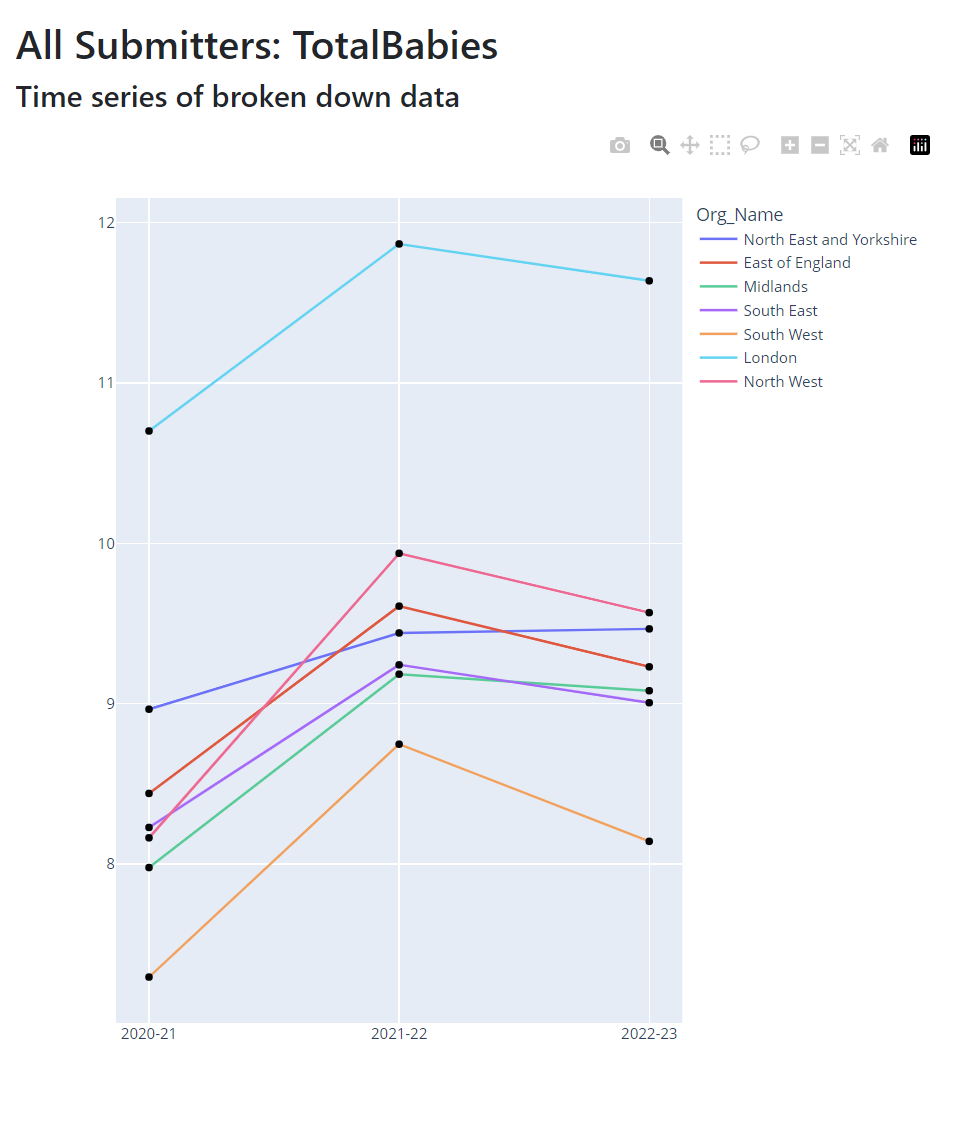 All Submitters: TotalBabies
Time series of broken down data
12
11
10
9
8
2020-21
2021-22
2022-23
Org_Name
North East and Yorkshire
East of England
Midlands
South East
South West
London
North West